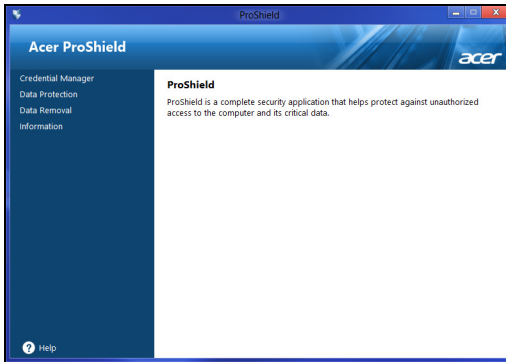 ProShield
Acer ProShield
acer
Credential Manager
Data Protection
Data Removal
Information
ProShield
ProShield is a complete security application that helps protect against unauthorized
access to the computer and its critical data.
? Help